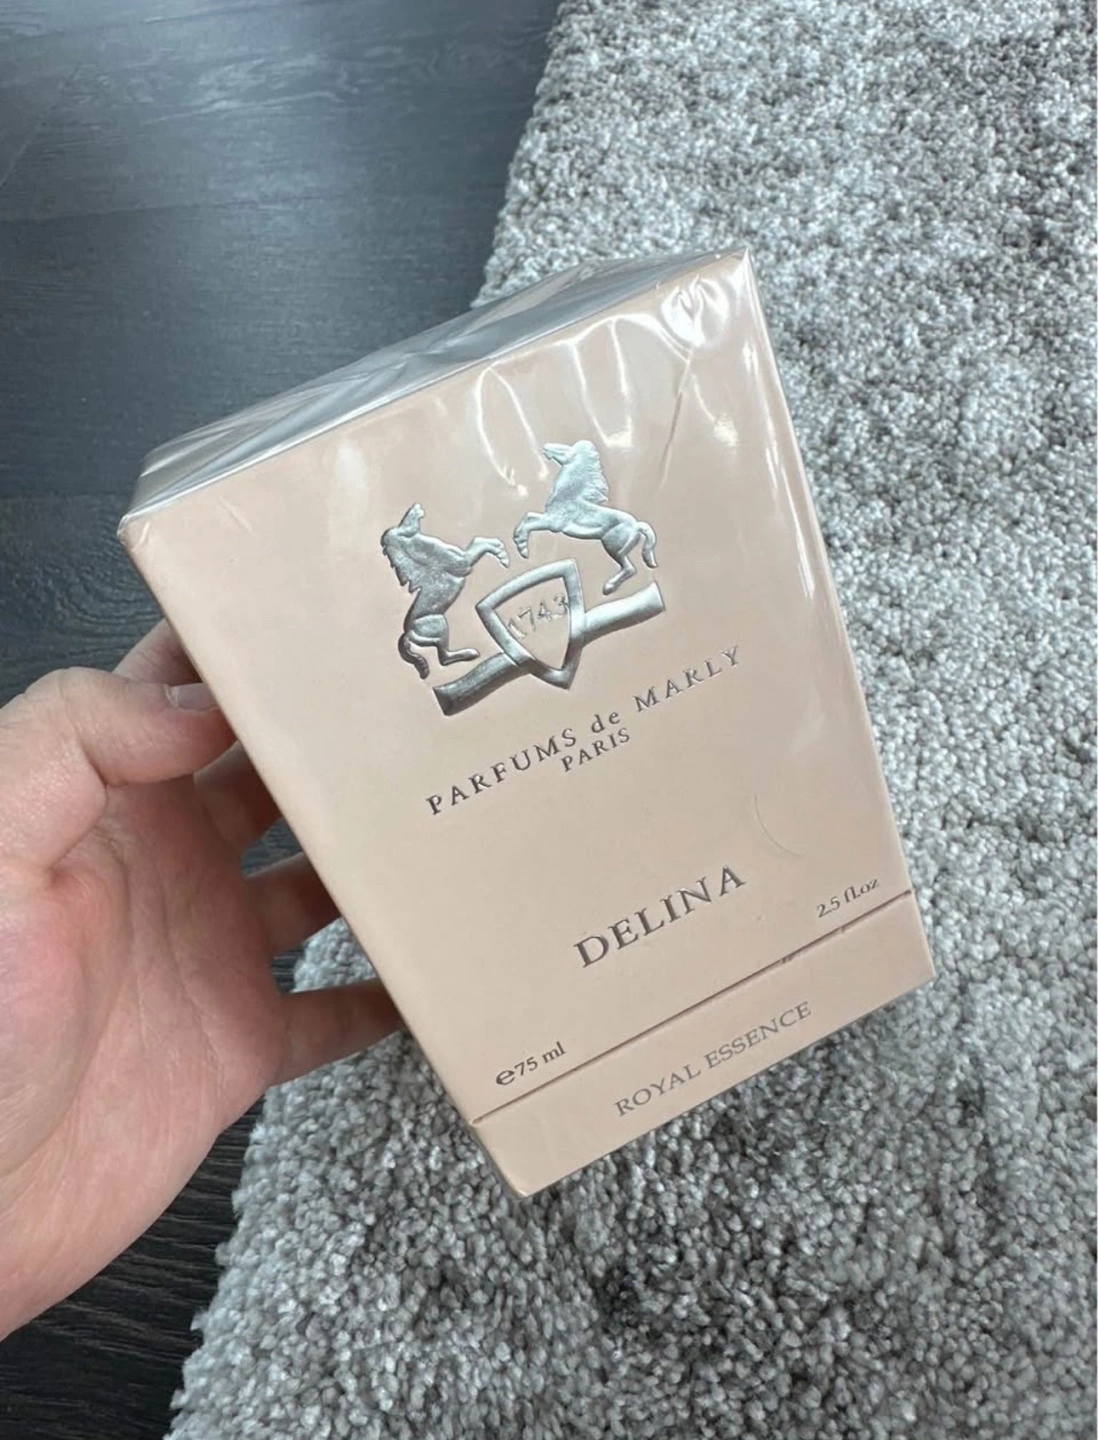 1743
PARFUMS de MARLY
PARIS
DELINA
e75 ml
2.5 fl.oz
ROYAL ESSENCE